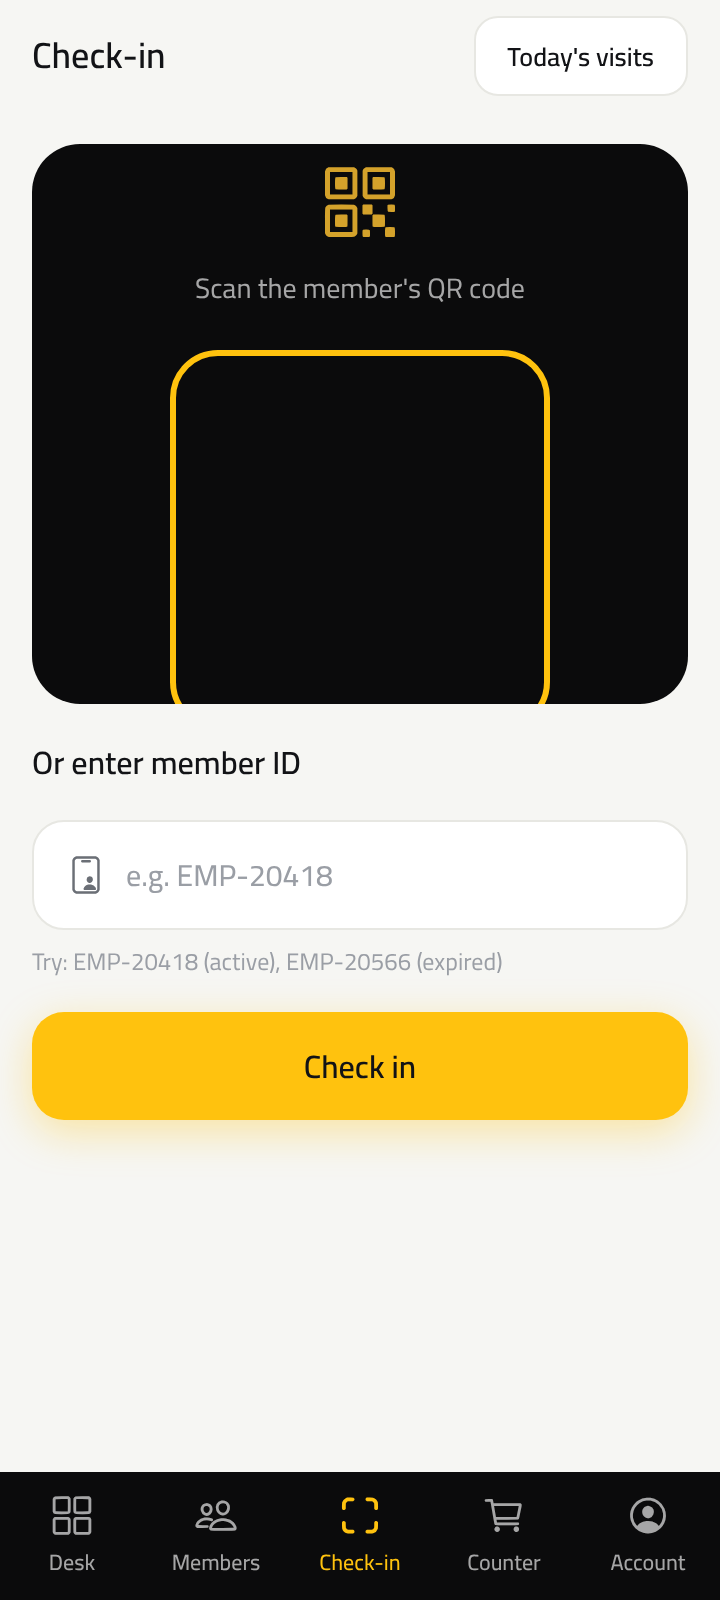 Check-in
Today's visits
Scan the member's QR code
Or enter member ID
e.g. EMP-20418
Try: EMP-20418 (active), EMP-20566 (expired)
Check in
Desk
Members
Check-in
Counter
Account